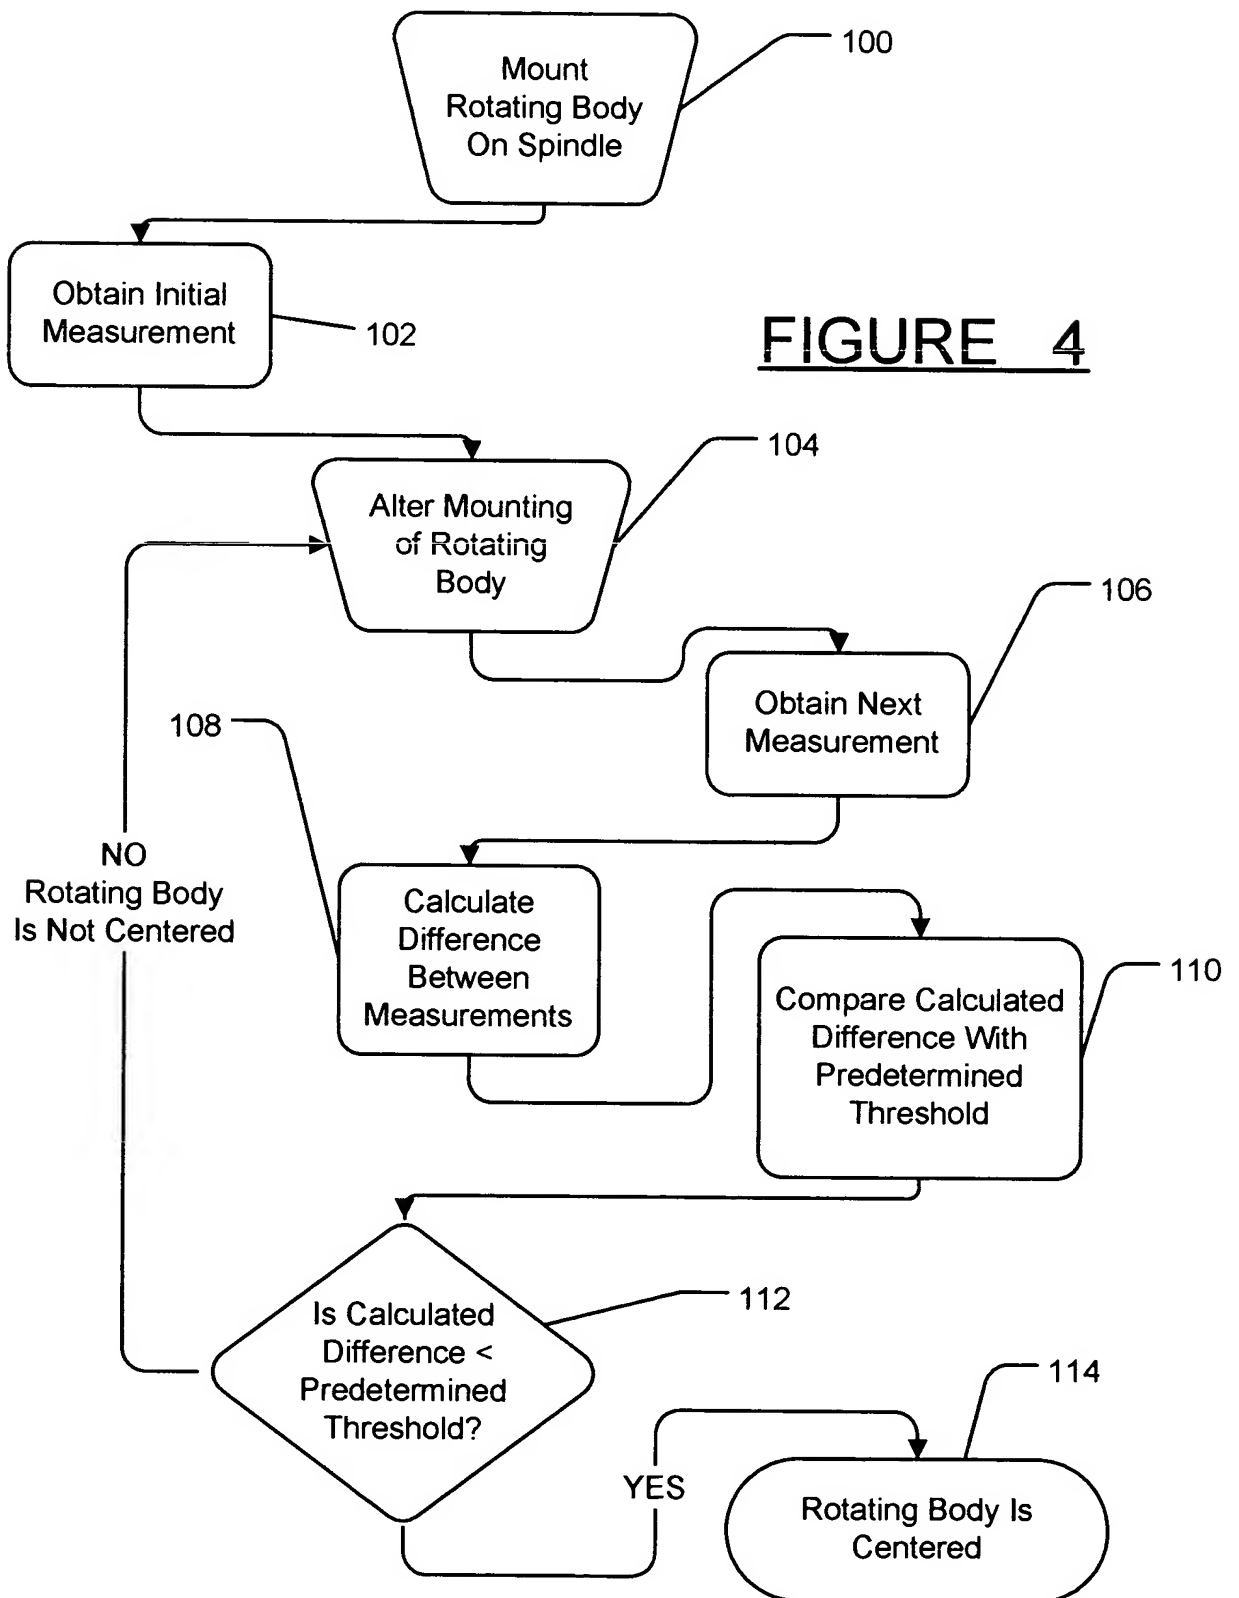 Mount
Rotating Body
On Spindle
100
Obtain Initial
Measurement
102
FIGURE 4
Alter Mounting
of Rotating
Body
104
Obtain Next
Measurement
106
108
Calculate
Difference
Between
Measurements
NO
Rotating Body
Is Not Centered
Compare Calculated
Difference With
Predetermined
Threshold
110
Is Calculated
Difference <
Predetermined
Threshold?
112
YES
114
Rotating Body Is
Centered